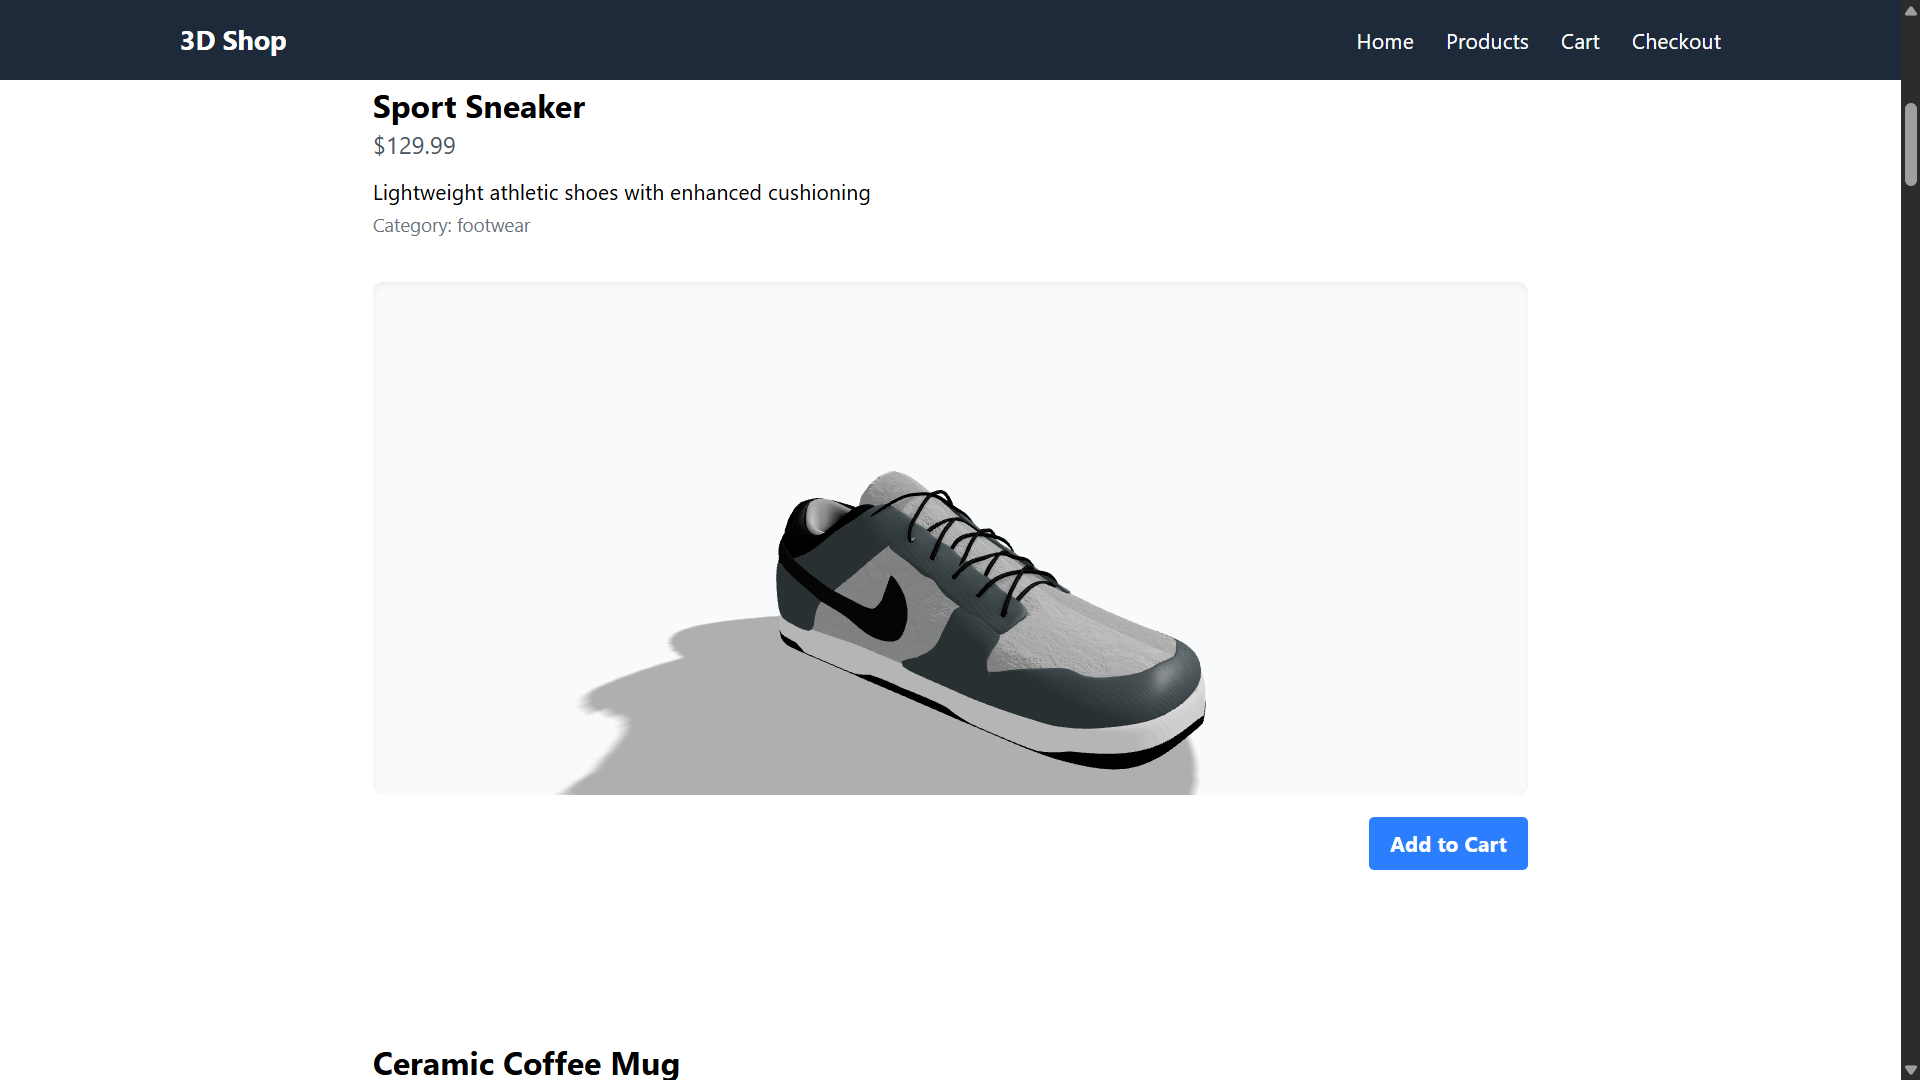 3D Shop
Home Products Cart Checkout
Sport Sneaker
$129.99
Lightweight athletic shoes with enhanced cushioning
Category: footwear
Add to Cart
Ceramic Coffee Mug